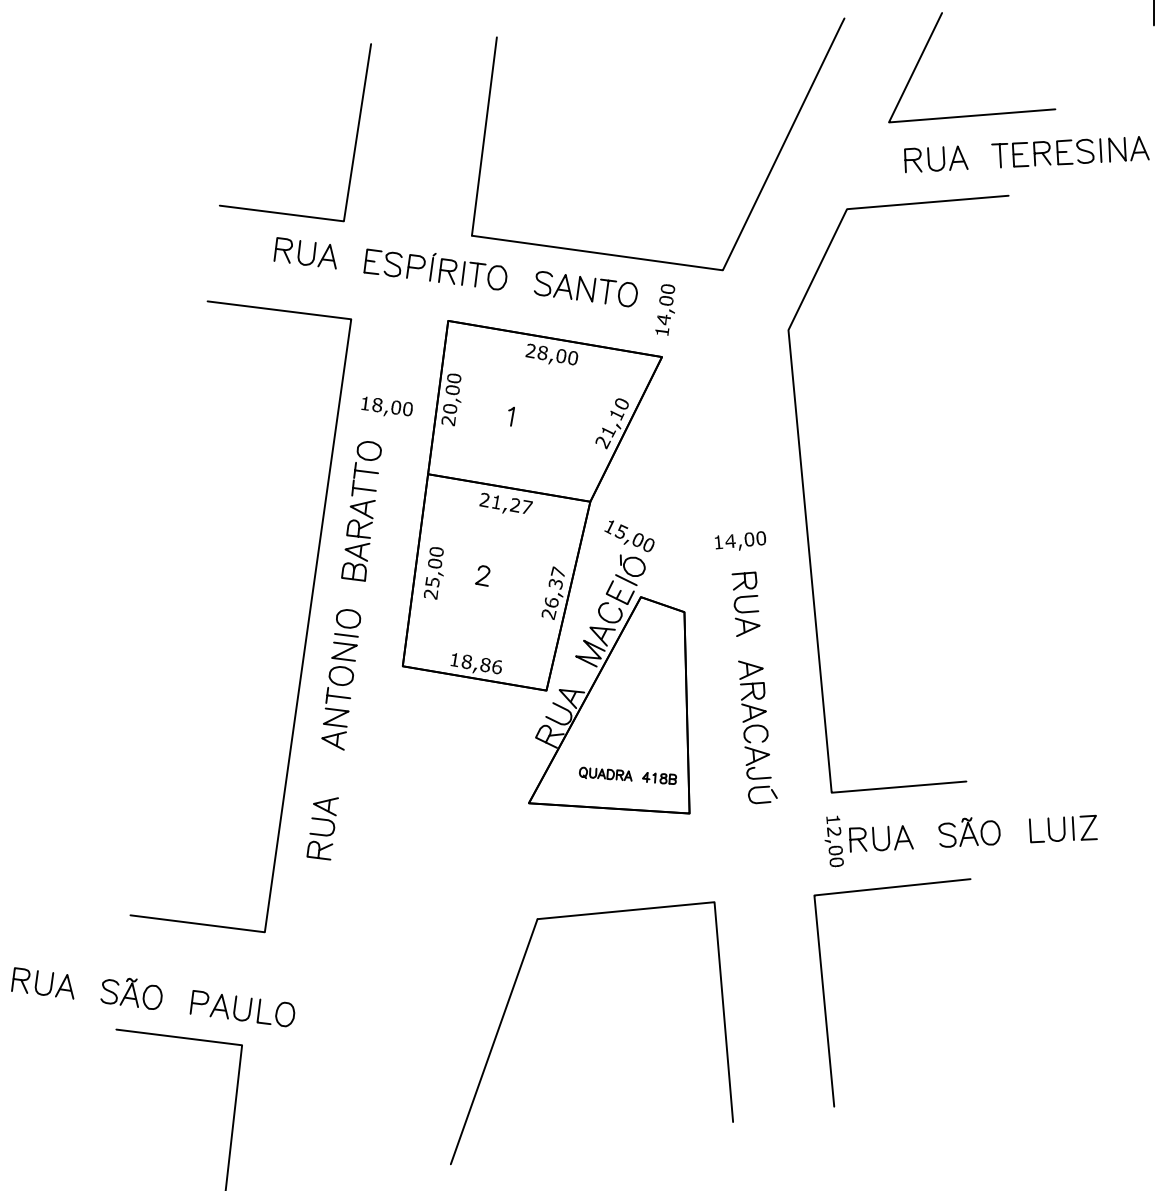 RUA TERESINA
RUA ESPÍRITO SANTO
14,00
28,00
20,00
1
21,10
18,00
RUA ANTONIO BARATTO
21,27
15,00
14,00
25,00
2
26,37
RUA MACEIÓ
RUA ARACAJÚ
18,86
QUADRA 418B
12,00
RUA SÃO LUIZ
RUA SÃO PAULO